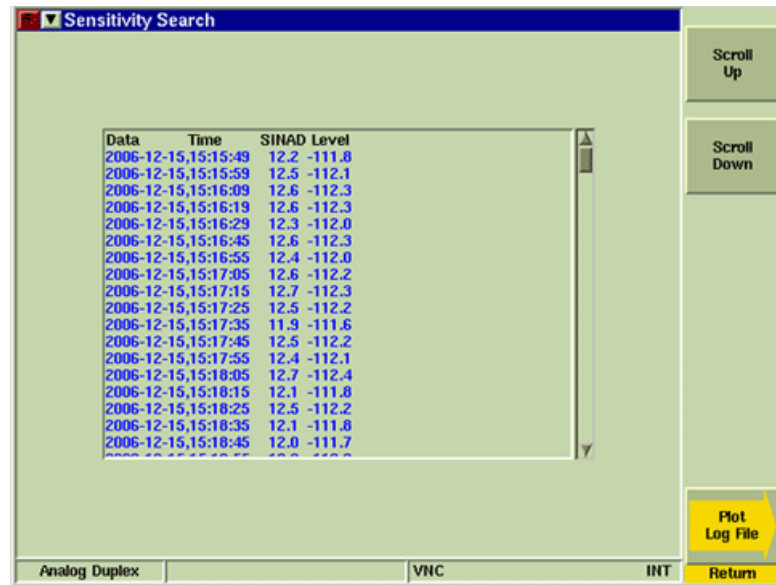 Sensitivity Search
Scroll
Up
Scroll
Down
Data Time SINAD Level
2006-12-15,15:15:49 12.2 -111.8
2006-12-15,15:15:59 12.5 -112.1
2006-12-15,15:16:09 12.6 -112.3
2006-12-15,15:16:19 12.6 -112.3
2006-12-15,15:16:29 12.3 -112.0
2006-12-15,15:16:45 12.6 -112.3
2006-12-15,15:16:55 12.4 -112.0
2006-12-15,15:17:05 12.6 -112.2
2006-12-15,15:17:15 12.7 -112.3
2006-12-15,15:17:25 12.5 -112.2
2006-12-15,15:17:35 11.9 -111.6
2006-12-15,15:17:45 12.5 -112.2
2006-12-15,15:17:55 12.4 -112.1
2006-12-15,15:18:05 12.7 -112.4
2006-12-15,15:18:15 12.1 -111.8
2006-12-15,15:18:25 12.5 -112.2
2006-12-15,15:18:35 12.1 -111.8
2006-12-15,15:18:45 12.0 -111.7
Plot
Log File
Analog Duplex VNC INT
Return